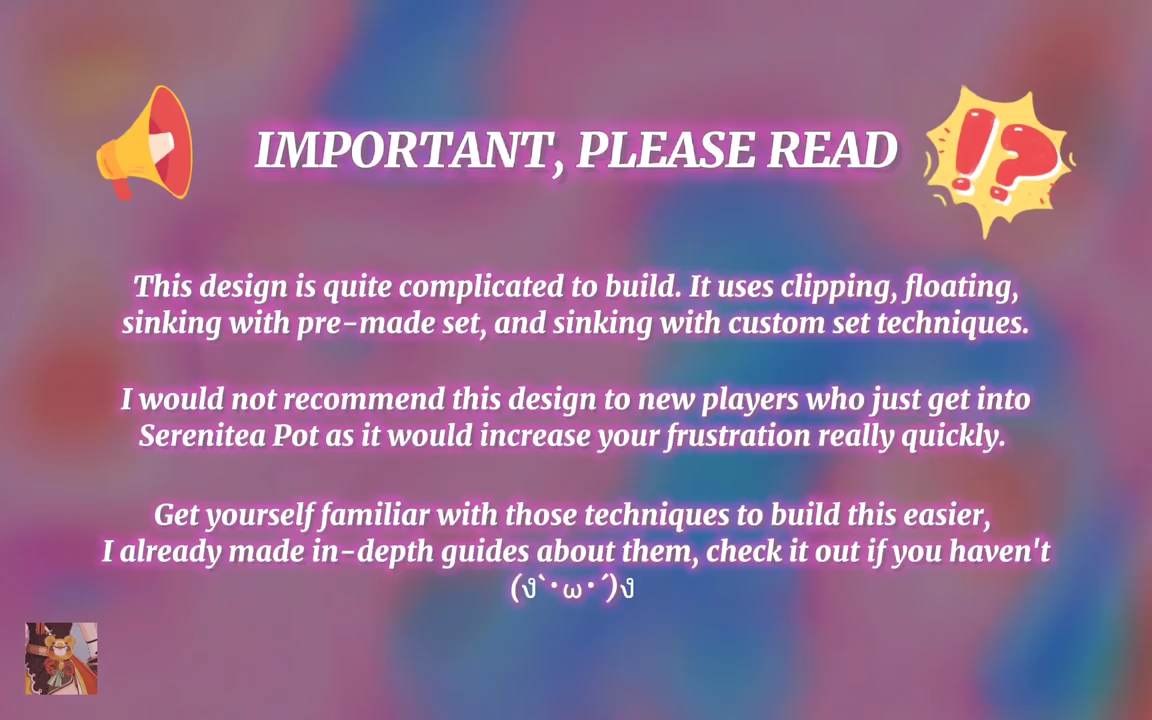 IMPORTANT, PLEASE READ
!?
This design is quite complicated to build. It uses clipping, floating,
sinking with pre-made set, and sinking with custom set techniques.
I would not recommend this design to new players who just get into
Serenitea Pot as it would increase your frustration really quickly.
Get yourself familiar with those techniques to build this easier,
I already made in-depth guides about them, check it out if you haven't
(ง`･ω･´)ง